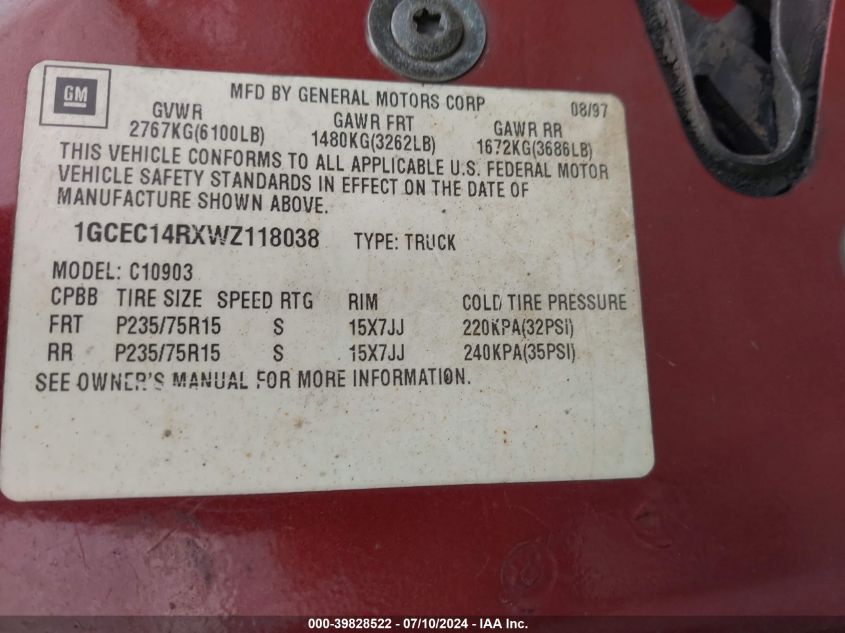 GM
MFD BY GENERAL MOTORS CORP 08/97
GVWR GAWR FRT GAWR RR
2767KG(6100LB) 1480KG(3262LB) 1672KG(3686LB)
THIS VEHICLE CONFORMS TO ALL APPLICABLE U.S. FEDERAL MOTOR
VEHICLE SAFETY STANDARDS IN EFFECT ON THE DATE OF
MANUFACTURE SHOWN ABOVE.
1GCEC14RXWZ118038 TYPE: TRUCK
MODEL: C10903
CPBB TIRE SIZE SPEED RTG RIM COLD TIRE PRESSURE
FRT P235/75R15 S 15X7JJ 220KPA(32PSI)
RR P235/75R15 S 15X7JJ 240KPA(35PSI)
SEE OWNER'S MANUAL FOR MORE INFORMATION.
000-39828522 - 07/10/2024 - IAA Inc.